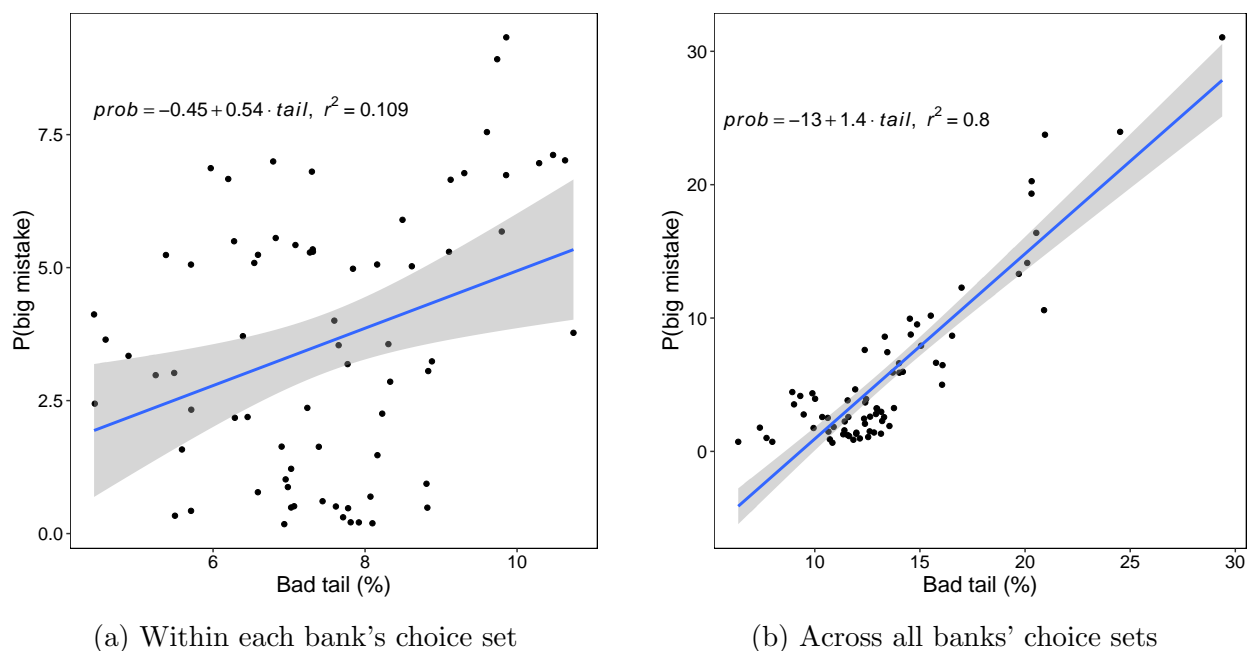 prob = −0.45 + 0.54 · tail, r² = 0.109
P(big mistake)
7.5
5.0
2.5
0.0
6 8 10
Bad tail (%)
(a) Within each bank's choice set
prob = −13 + 1.4 · tail, r² = 0.8
P(big mistake)
30
20
10
0
10 15 20 25 30
Bad tail (%)
(b) Across all banks' choice sets